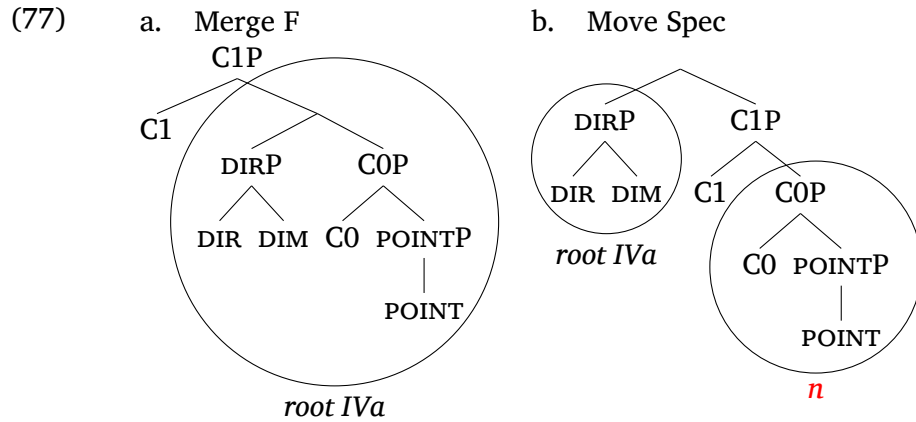 (77) a. Merge F b. Move Spec
C1P
C1
DIRP C1P
DIRP C0P
DIR DIM C1 C0P
DIR DIM C0 POINTP
root IVa
C0 POINTP
POINT
POINT
n
root IVa